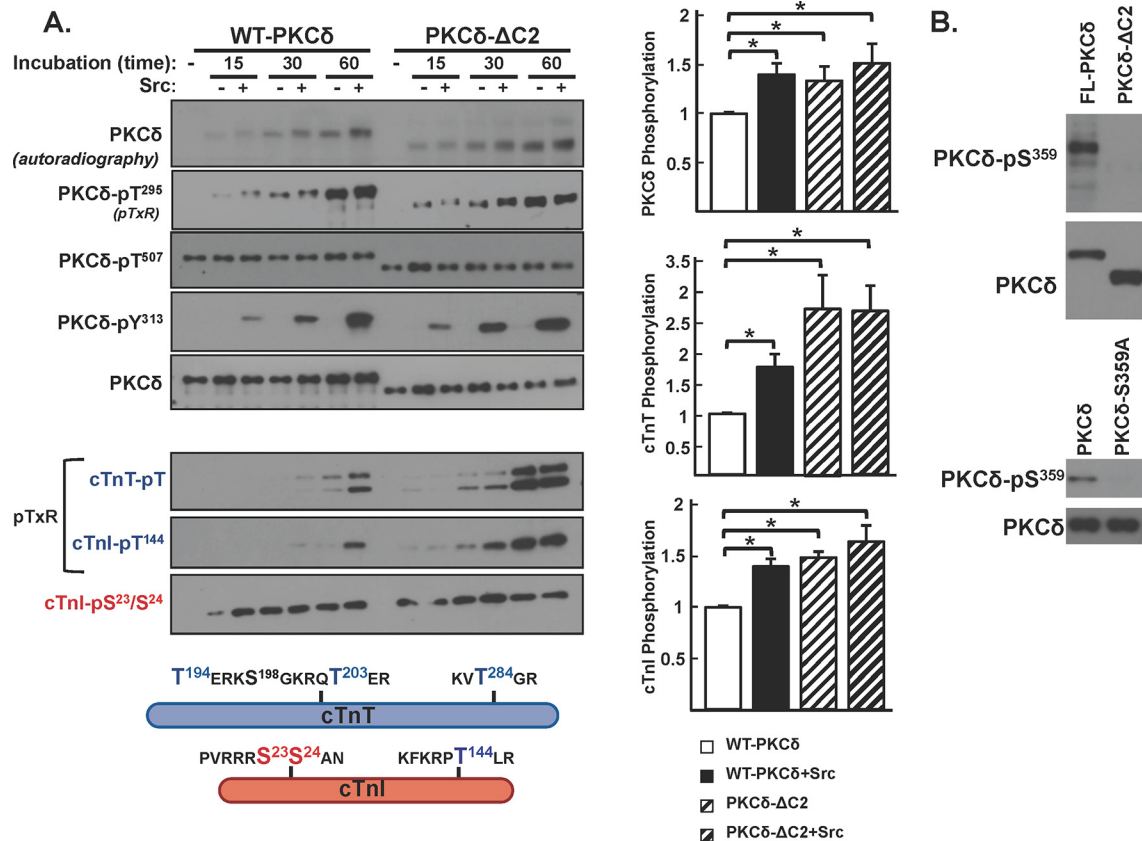 A.
WT-PKCδ PKCδ-ΔC2
Incubation (time): - 15 30 60 - 15 30 60
Src: - + - + - + - + - + - +
PKCδ
(autoradiography)
PKCδ-pT295
(pTxR)
PKCδ-pT507
PKCδ-pY313
PKCδ
pTxR
cTnT-pT
cTnI-pT144
cTnI-pS23/S24
T194ERKS198GKRQT203ER KVT284GR
cTnT
PVRRRS23S24AN KFKRPT144LR
cTnI
PKCδ Phosphorylation
2
1.5
1
0.5
*
*
*
cTnT Phosphorylation
3.5
2
2.5
2
1.5
1
0.5
*
*
*
cTnI Phosphorylation
2
1.5
1
0.5
*
*
*
WT-PKCδ
WT-PKCδ+Src
PKCδ-ΔC2
PKCδ-ΔC2+Src
B.
FL-PKCδ
PKCδ-ΔC2
PKCδ-pS359
PKCδ
PKCδ
PKCδ-S359A
PKCδ-pS359
PKCδ